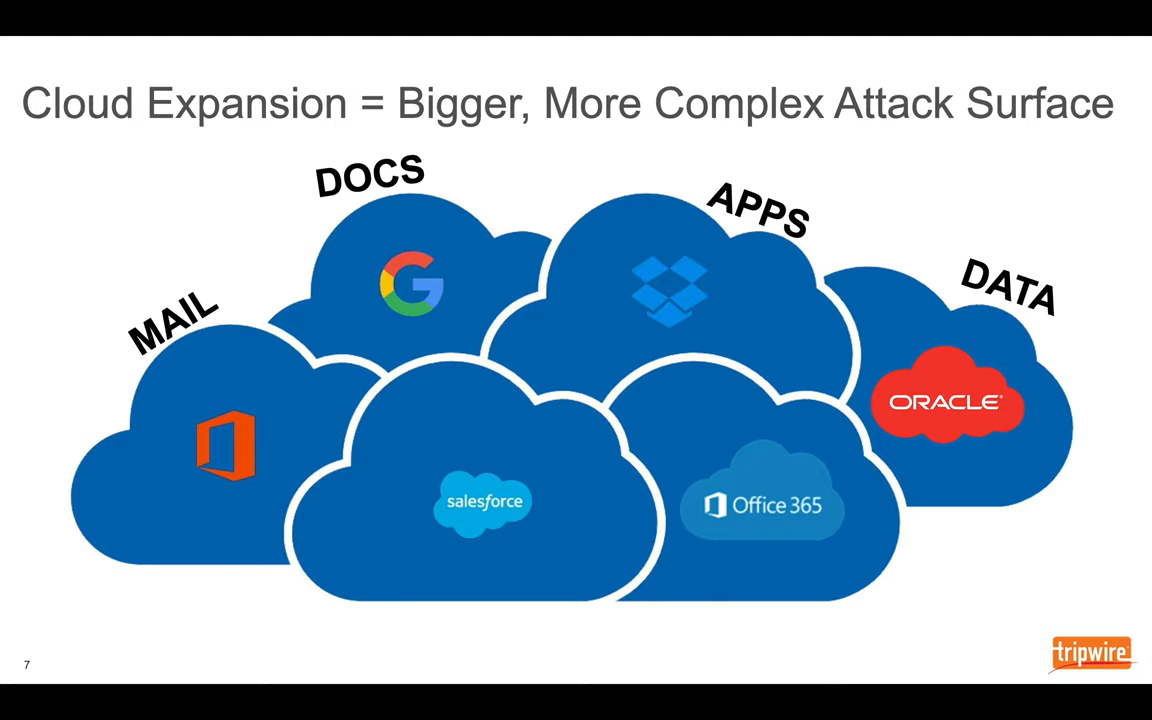 Cloud Expansion = Bigger, More Complex Attack Surface
DOCS
APPS
DATA
MAIL
ORACLE®
salesforce
Office 365
7
tripwire